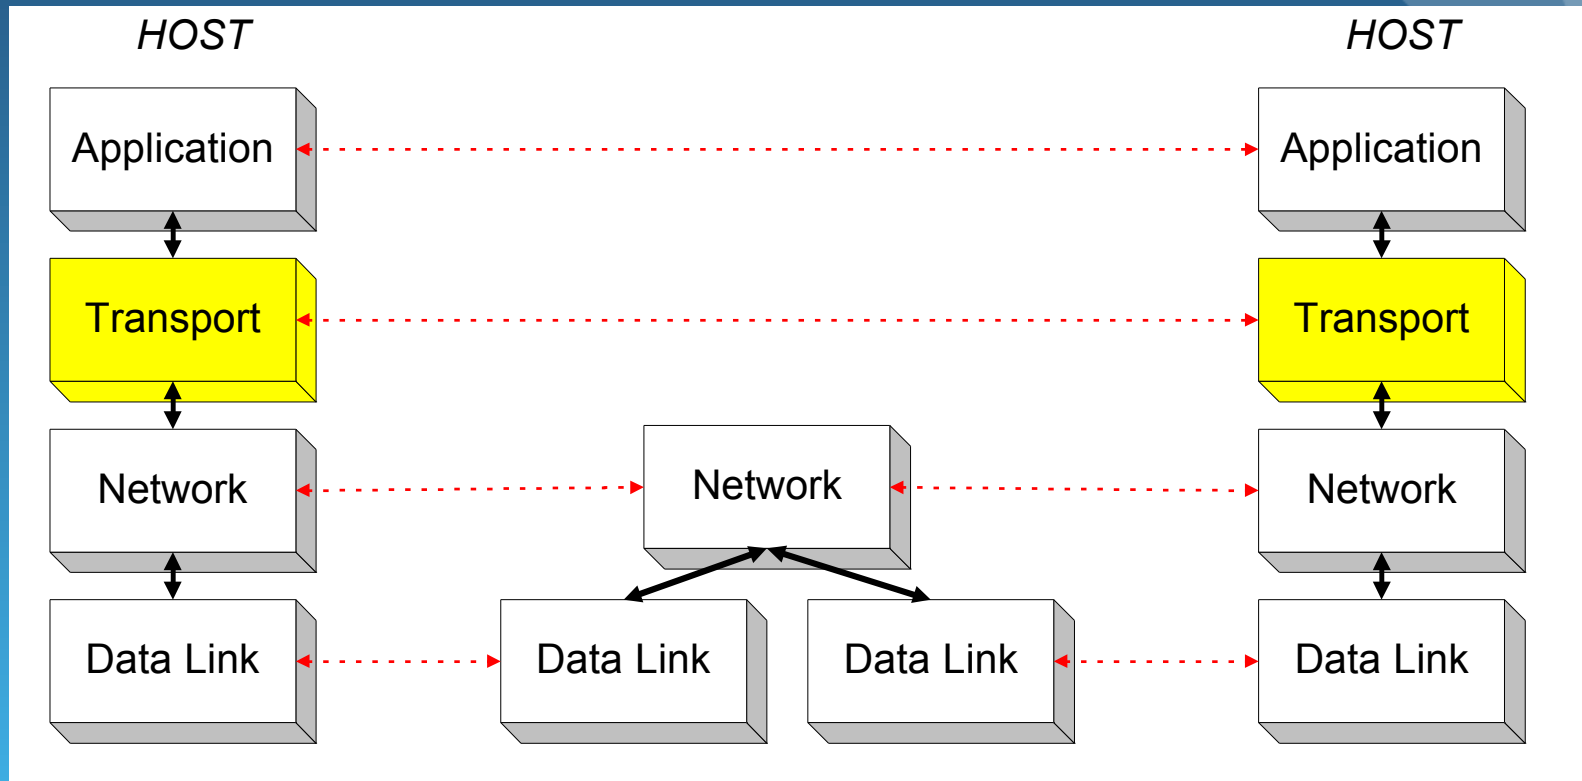 HOST
HOST
Application
Application
Transport
Transport
Network
Network
Network
Data Link
Data Link
Data Link
Data Link